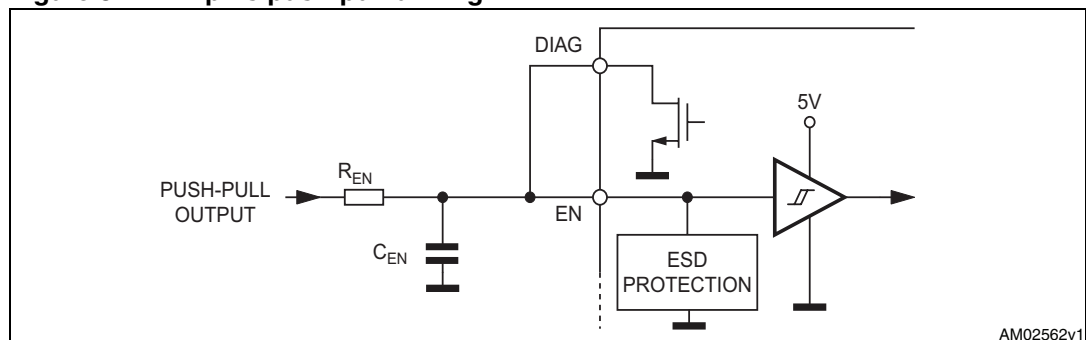 DIAG
5V
R_EN
PUSH-PULL
OUTPUT
EN
C_EN
ESD
PROTECTION
AM02562v1